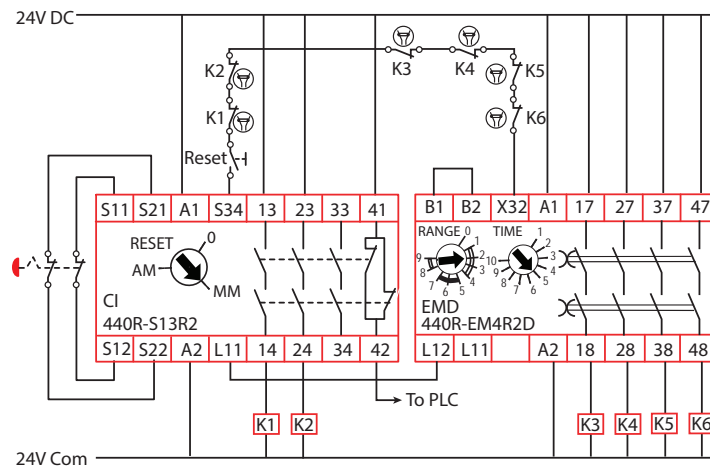 24V DC
K2 K3 K4 K5
K1 K6
Reset
S11 S21 A1 S34 13 23 33 41 B1 B2 X32 A1 17 27 37 47
RESET 0 RANGE 0 1 2 3 4 5 6 7 8 9 TIME 1 2 3 4 5 6 7 8 9 10
AM MM
CI EMD
440R-S13R2 440R-EM4R2D
S12 S22 A2 L11 14 24 34 42 L12 L11 A2 18 28 38 48
To PLC
K1 K2 K3 K4 K5 K6
24V Com